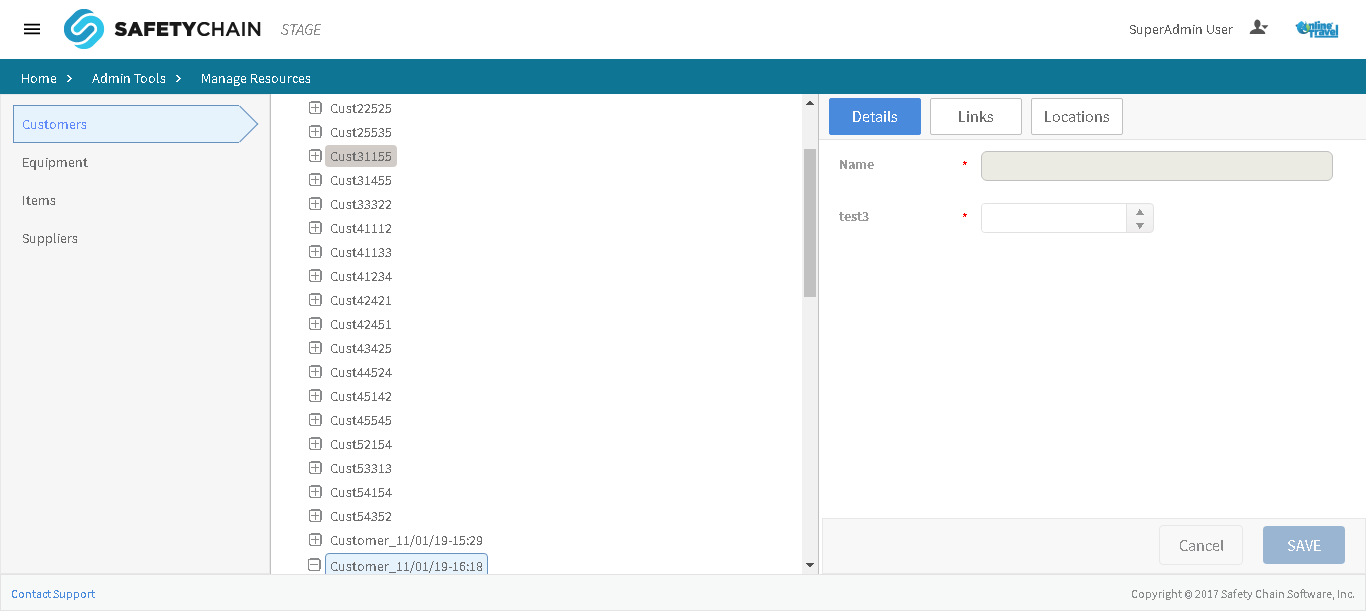 SAFETYCHAIN STAGE
SuperAdmin User
Online Travel
Home > Admin Tools > Manage Resources
Customers
Equipment
Items
Suppliers
Cust22525
Cust25535
Cust31155
Cust31455
Cust33322
Cust41112
Cust41133
Cust41234
Cust42421
Cust42451
Cust43425
Cust44524
Cust45142
Cust45545
Cust52154
Cust53313
Cust54154
Cust54352
Customer_11/01/19-15:29
Customer_11/01/19-16:18
Details Links Locations
Name *
test3 *
Cancel SAVE
Contact Support
Copyright © 2017 Safety Chain Software, Inc.